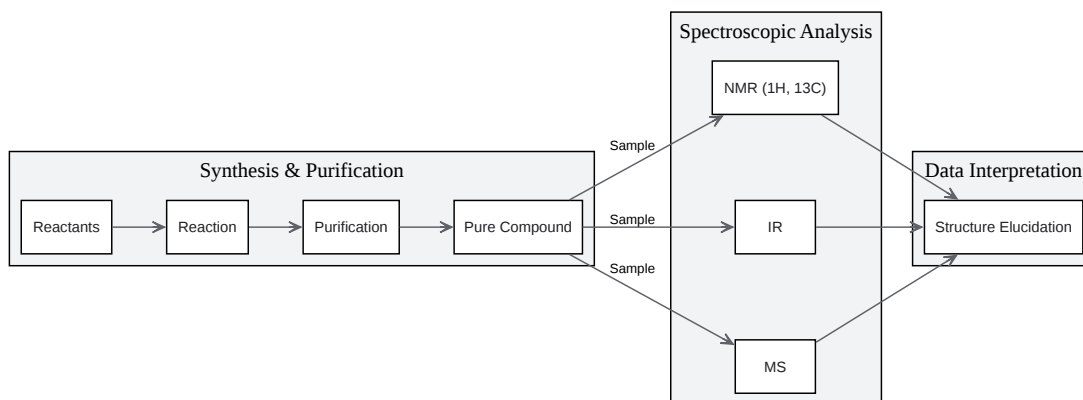 Spectroscopic Analysis
NMR (1H, 13C)
Sample
Synthesis & Purification
Data Interpretation
Reactants
Reaction
Purification
Pure Compound
Sample
IR
Structure Elucidation
Sample
MS